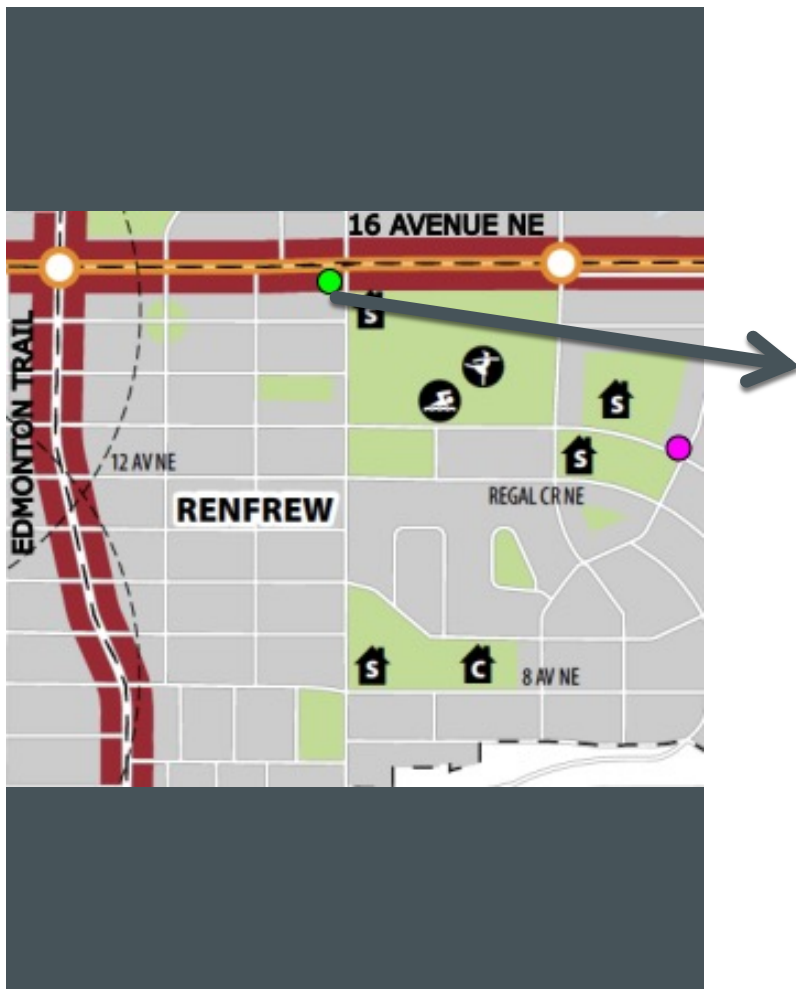 16 AVENUE NE
S
EDMONTON TRAIL
S
12 AV NE
S
REGAL CR NE
RENFREW
S
C
8 AV NE